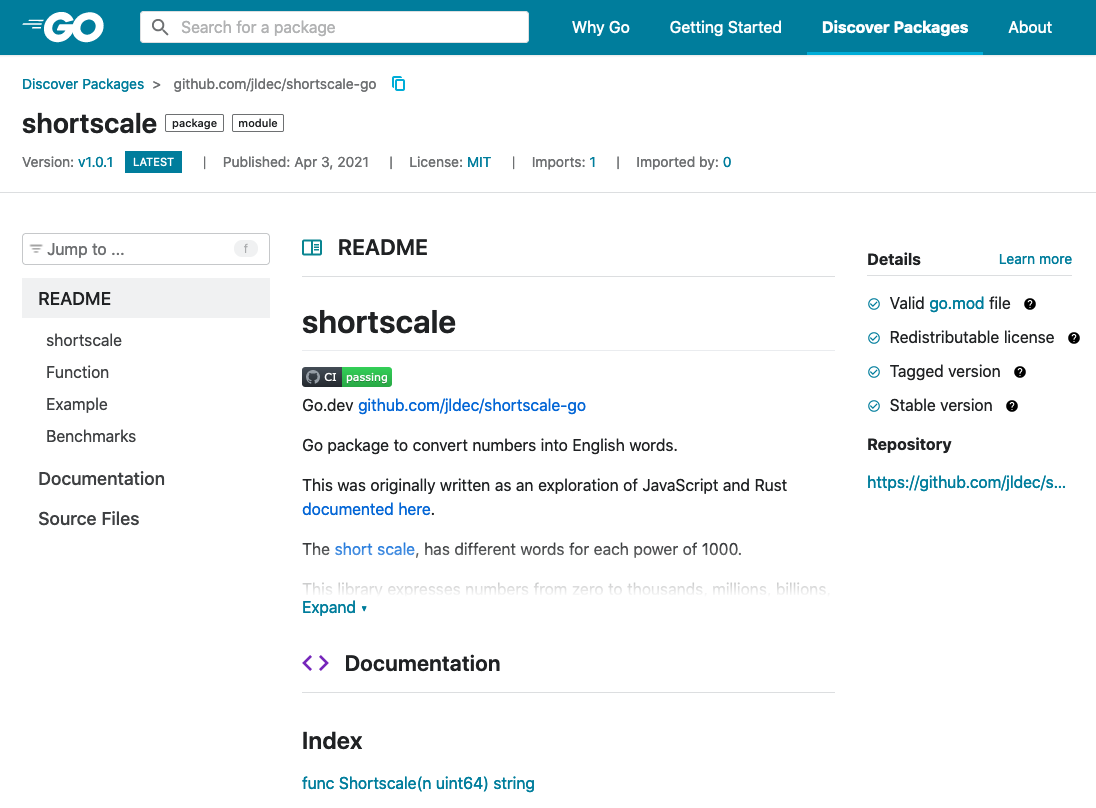 GO
Search for a package
Why Go
Getting Started
Discover Packages
About
Discover Packages > github.com/jldec/shortscale-go
shortscale package module
Version: v1.0.1 LATEST | Published: Apr 3, 2021 | License: MIT | Imports: 1 | Imported by: 0
Jump to ... f
README
shortscale
Function
Example
Benchmarks
Documentation
Source Files
README
shortscale
CI passing
Go.dev github.com/jldec/shortscale-go
Go package to convert numbers into English words.
This was originally written as an exploration of JavaScript and Rust
documented here.
The short scale, has different words for each power of 1000.
This library expresses numbers from zero to thousands, millions, billions,
Expand ▾
Documentation
Index
func Shortscale(n uint64) string
Details Learn more
Valid go.mod file ?
Redistributable license ?
Tagged version ?
Stable version ?
Repository
https://github.com/jldec/s...